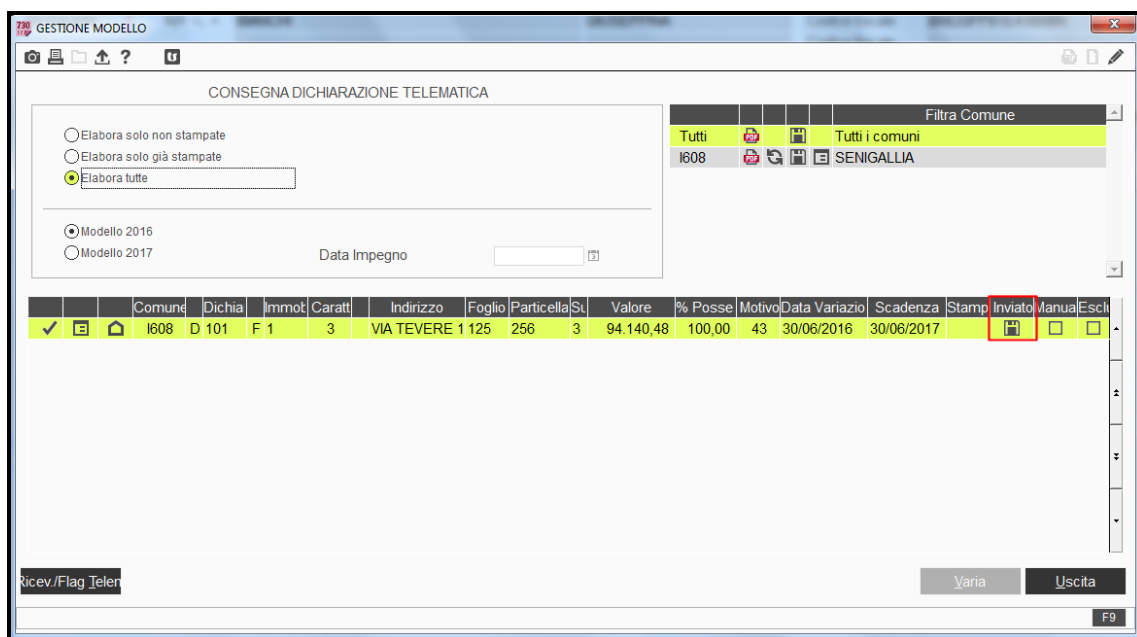 730 GESTIONE MODELLO
CONSEGNA DICHIARAZIONE TELEMATICA
Elabora solo non stampate
Elabora solo già stampate
Elabora tutte
Modello 2016
Modello 2017
Data Impegno
Filtra Comune
Tutti Tutti i comuni
I608 SENIGALLIA
Comune Dichia Immob Caratt Indirizzo Foglio Particella Su Valore % Posse Motivo Data Variazio Scadenza Stamp Inviato Manua Esclu
I608 D 101 F 1 3 VIA TEVERE 1 125 256 3 94.140,48 100,00 43 30/06/2016 30/06/2017
Ricev./Flag Telen
Varia Uscita
F9